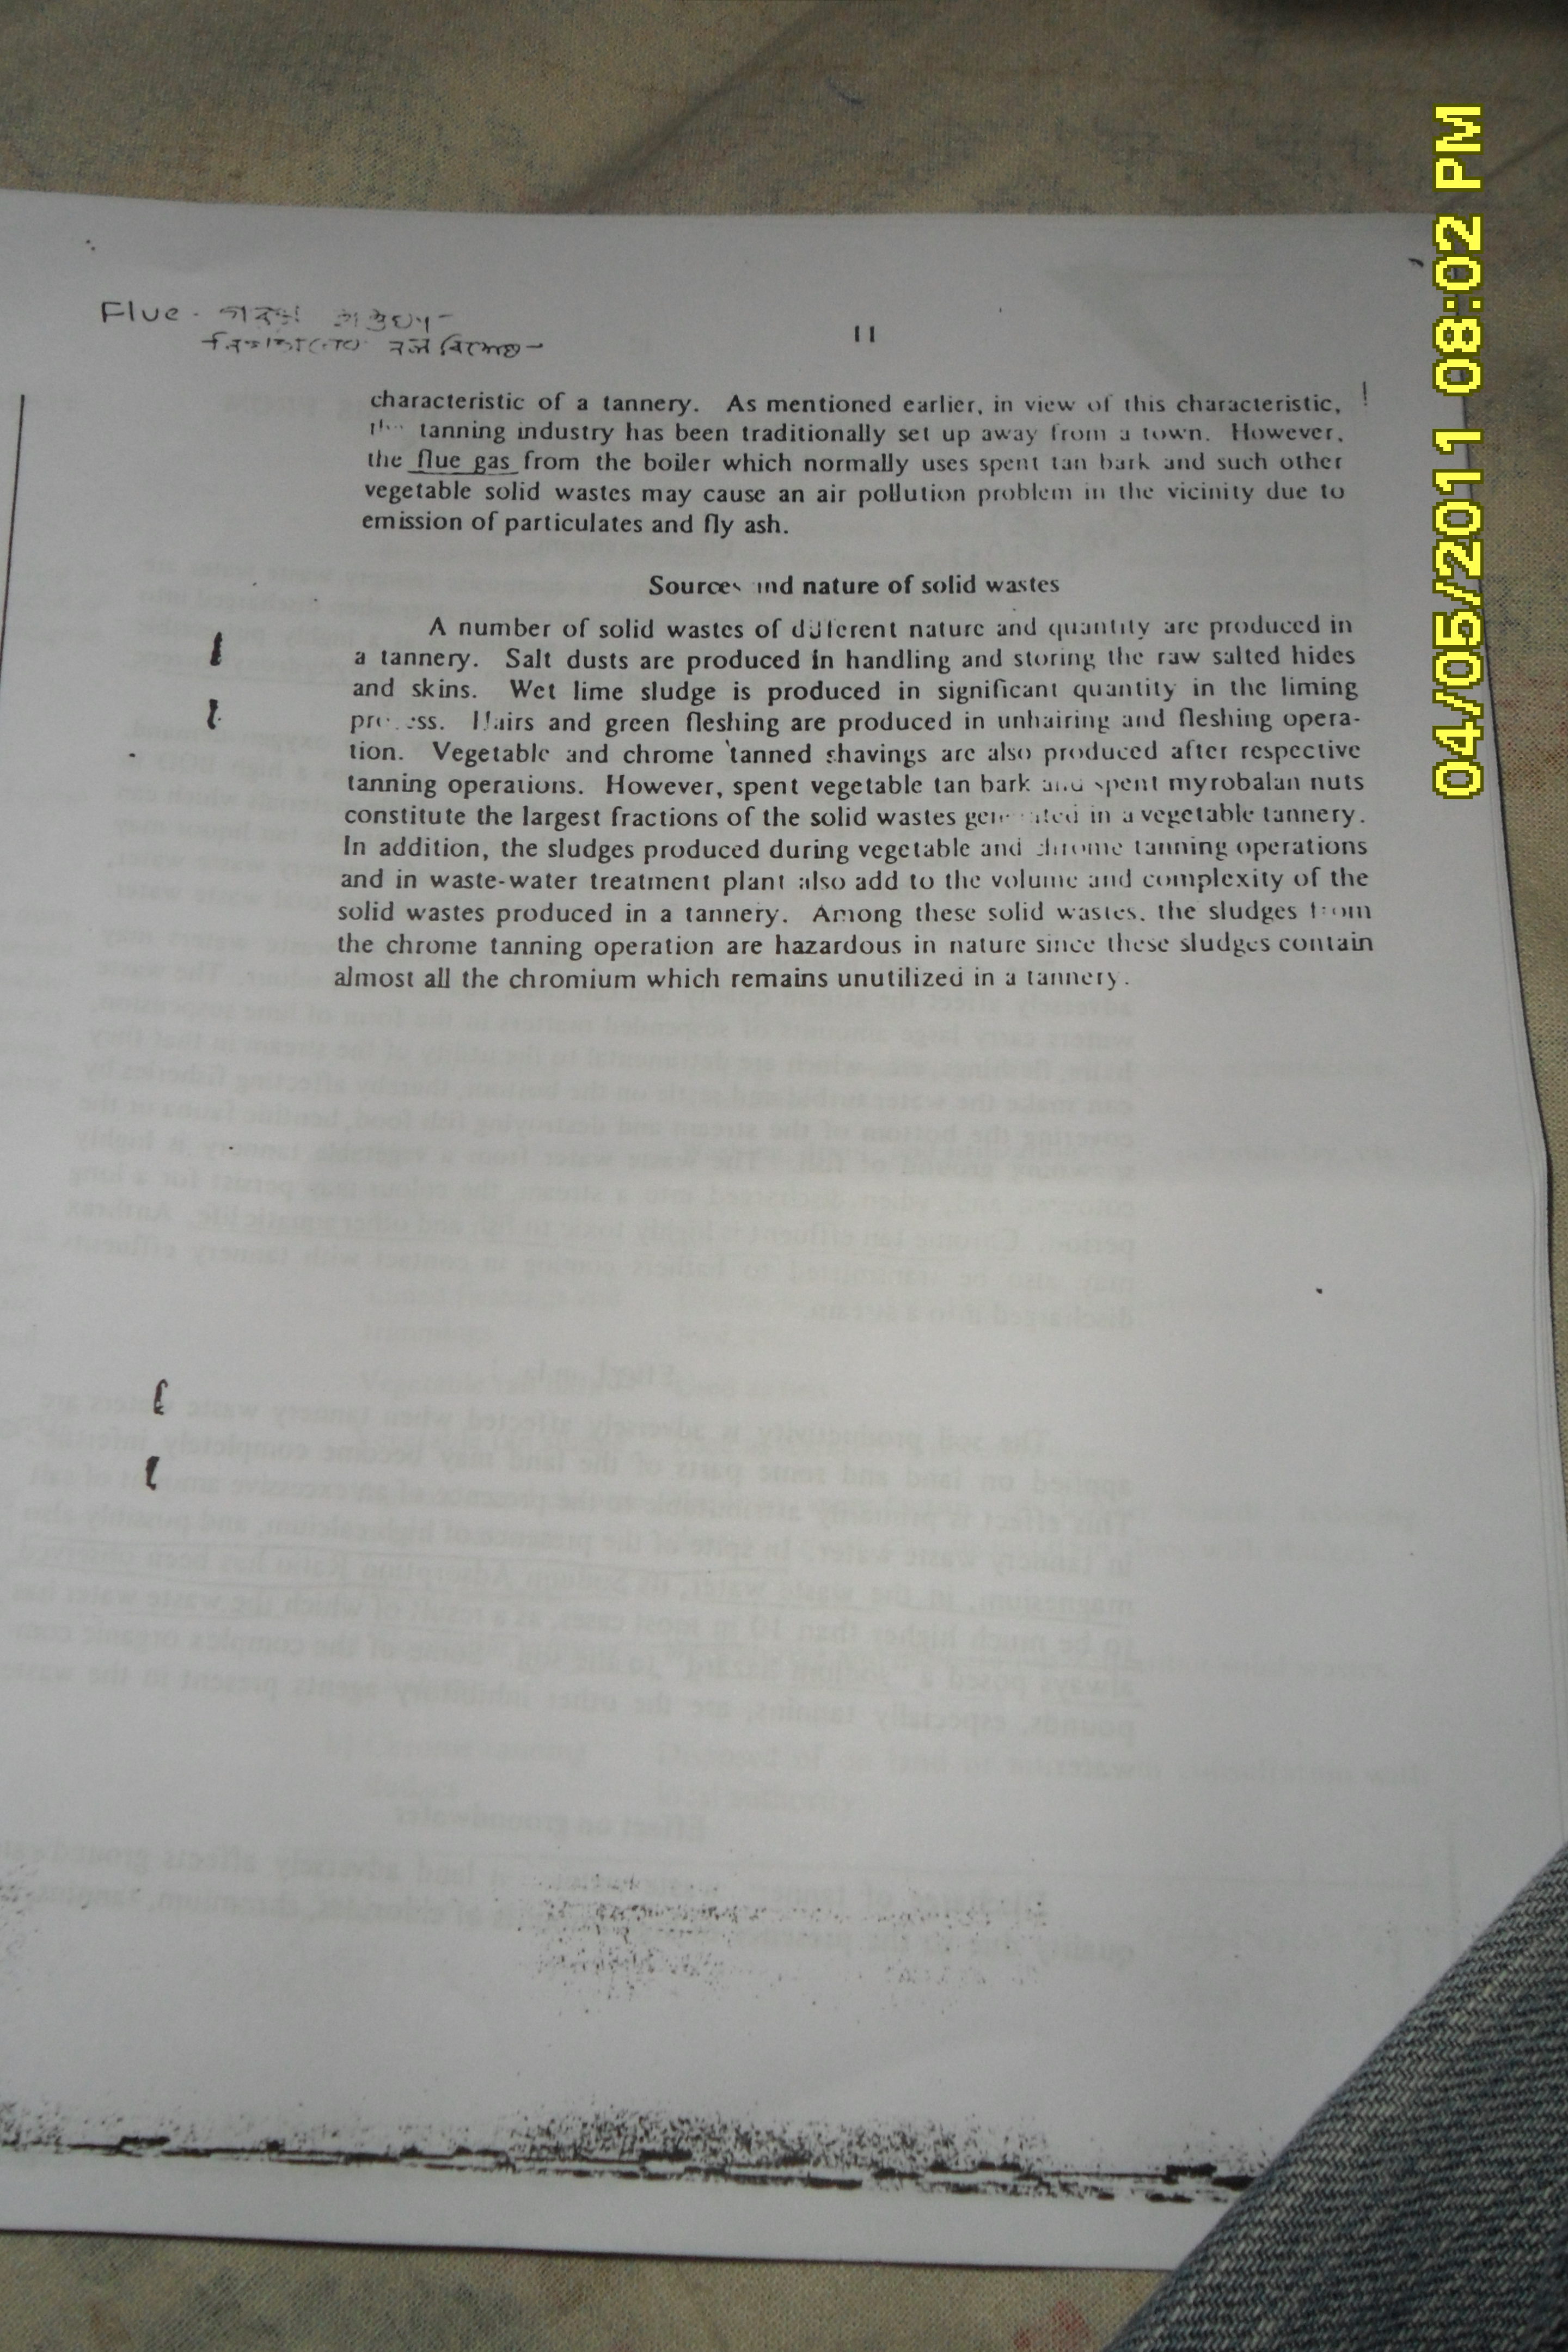 Flue -
11
characteristic of a tannery. As mentioned earlier, in view of this characteristic,
the tanning industry has been traditionally set up away from a town. However,
the flue gas from the boiler which normally uses spent tan bark and such other
vegetable solid wastes may cause an air pollution problem in the vicinity due to
emission of particulates and fly ash.
Sources and nature of solid wastes
A number of solid wastes of different nature and quantity are produced in
a tannery. Salt dusts are produced in handling and storing the raw salted hides
and skins. Wet lime sludge is produced in significant quantity in the liming
process. Hairs and green fleshing are produced in unhairing and fleshing opera-
tion. Vegetable and chrome tanned shavings are also produced after respective
tanning operations. However, spent vegetable tan bark and spent myrobalan nuts
constitute the largest fractions of the solid wastes generated in a vegetable tannery.
In addition, the sludges produced during vegetable and chrome tanning operations
and in waste-water treatment plant also add to the volume and complexity of the
solid wastes produced in a tannery. Among these solid wastes, the sludges from
the chrome tanning operation are hazardous in nature since these sludges contain
almost all the chromium which remains unutilized in a tannery.
04/05/2011 08:02 PM